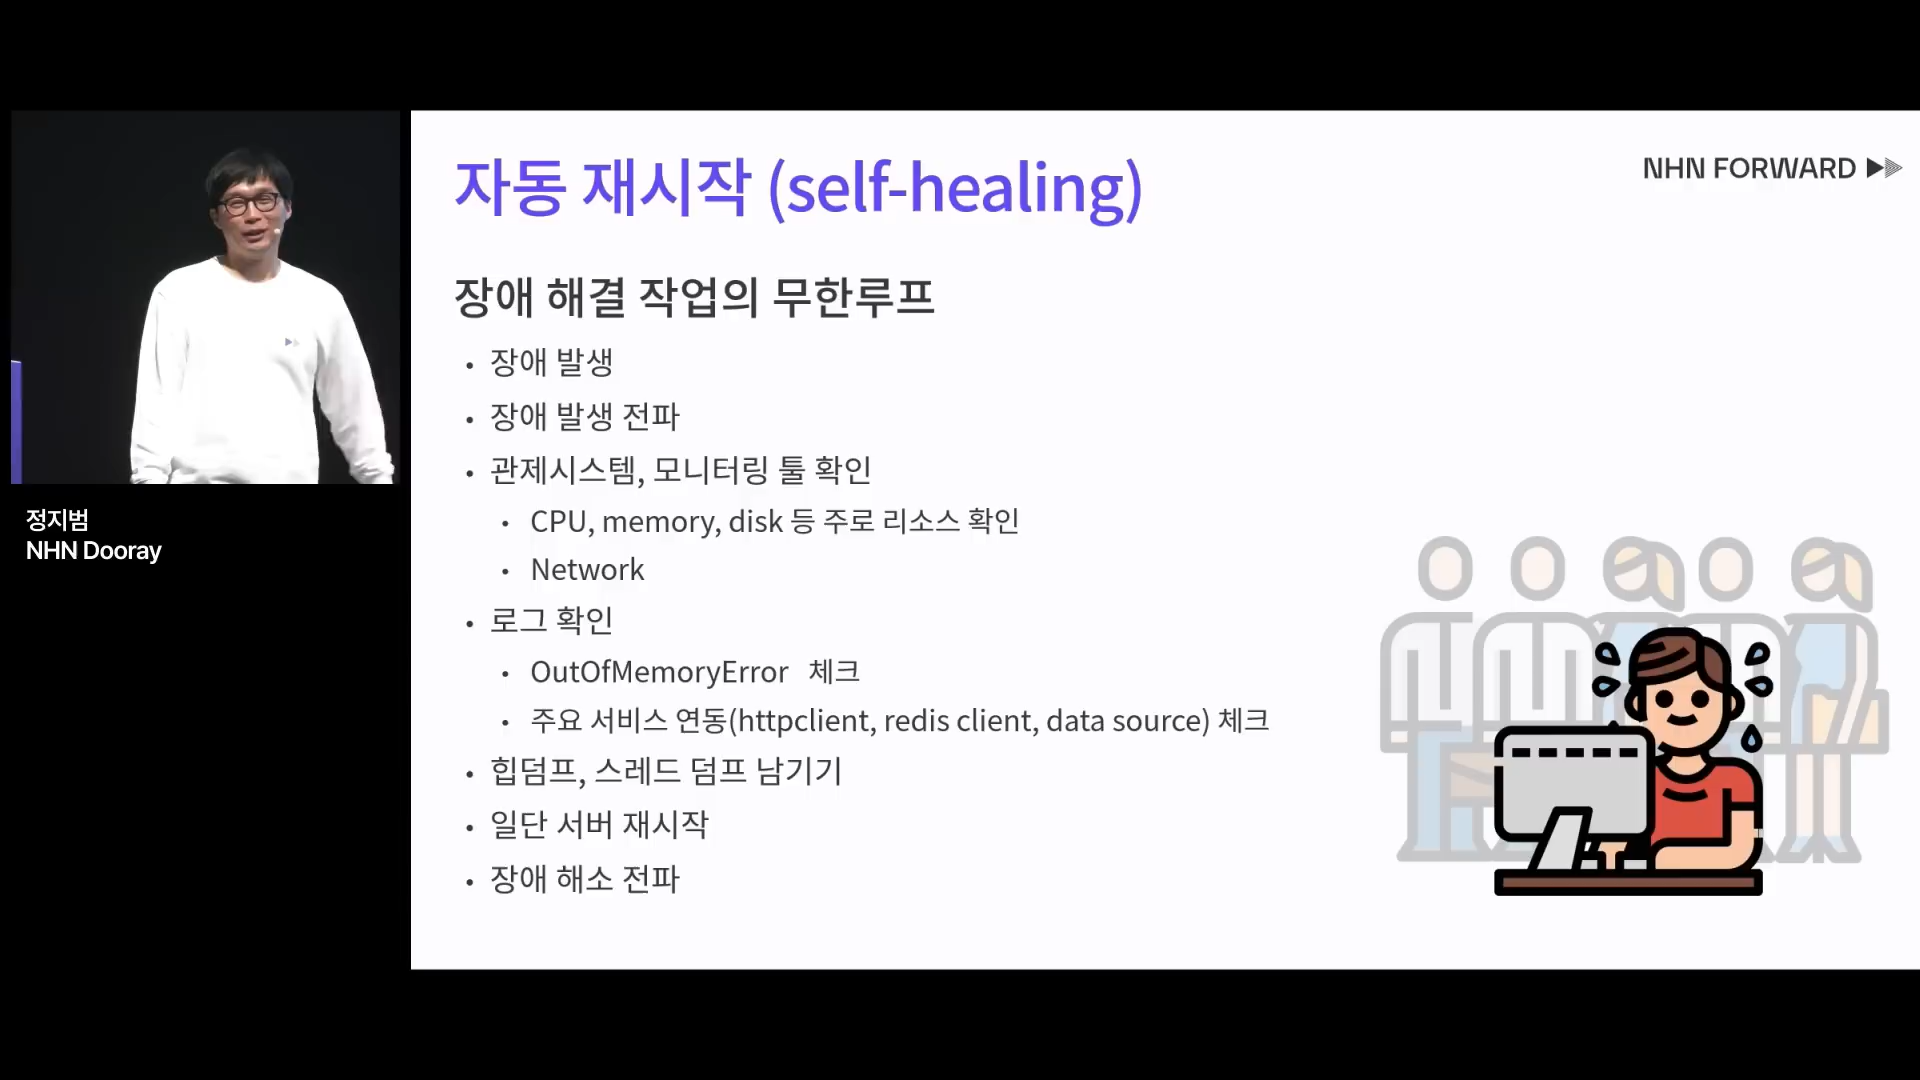 자동 재시작 (self-healing)
NHN FORWARD
장애 해결 작업의 무한루프
• 장애 발생
• 장애 발생 전파
• 관제시스템, 모니터링 툴 확인
• CPU, memory, disk 등 주로 리소스 확인
• Network
• 로그 확인
• OutOfMemoryError 체크
• 주요 서비스 연동(httpclient, redis client, data source) 체크
• 힙덤프, 스레드 덤프 남기기
• 일단 서버 재시작
• 장애 해소 전파
정지범
NHN Dooray